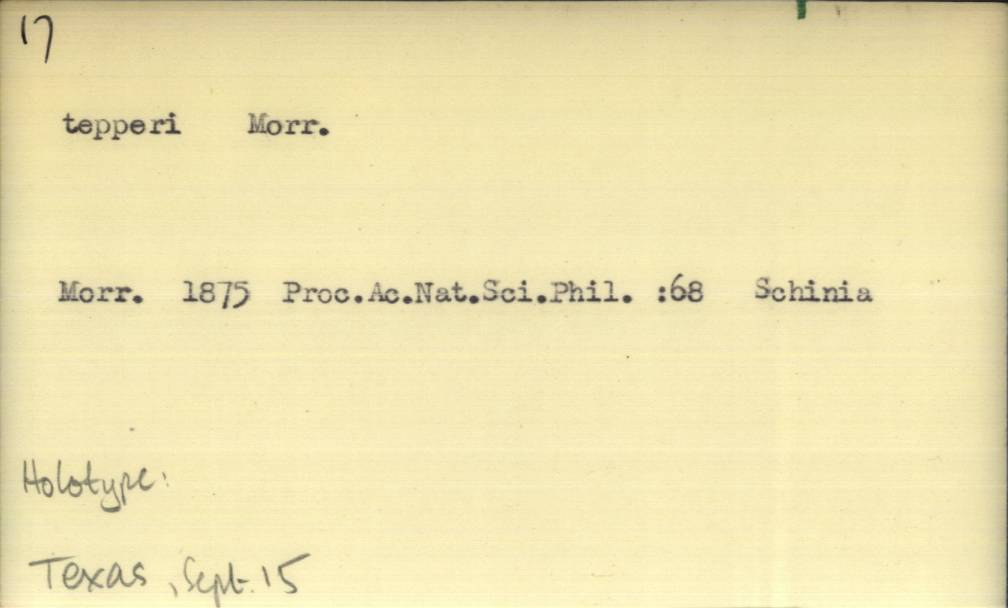 17
tepperi Morr.
Morr. 1875 Proc.Ac.Nat.Sci.Phil. :68 Schinia
Holotype:
Texas, Sept. 15